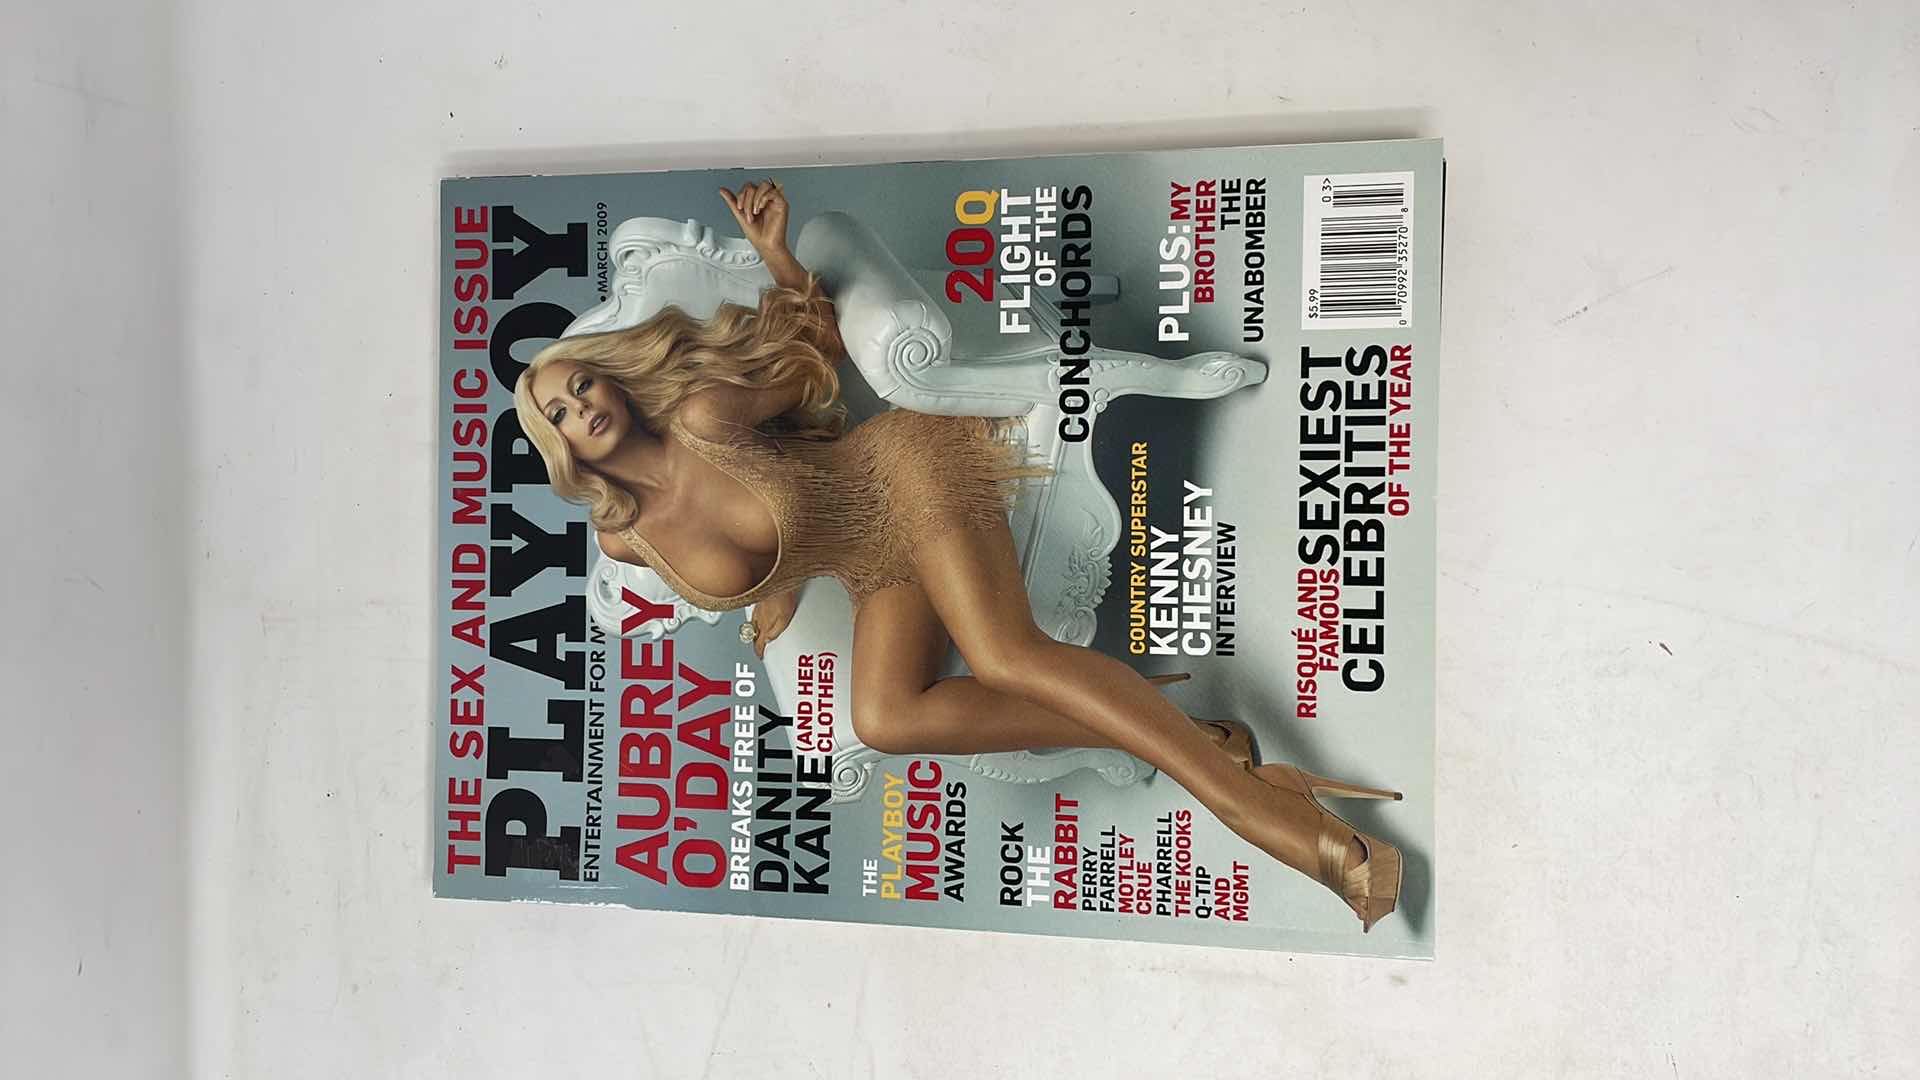 THE SEX AND MUSIC ISSUE
PLAYBOY
ENTERTAINMENT FOR ME
• MARCH 2009
AUBREY
O'DAY
BREAKS FREE OF
DANITY
KANE (AND HER
CLOTHES)
THE
PLAYBOY
MUSIC
AWARDS
ROCK
THE
RABBIT
PERRY
FARRELL
MOTLEY
CRUE
PHARRELL
THE KOOKS
Q-TIP
AND
MGMT
20Q
FLIGHT
OF THE
CONCHORDS
PLUS: MY
BROTHER
THE
UNABOMBER
COUNTRY SUPERSTAR
KENNY
CHESNEY
INTERVIEW
RISQUÉ AND
FAMOUS
SEXIEST
CELEBRITIES
OF THE YEAR
$5.99
03>
0 70992 35270 8